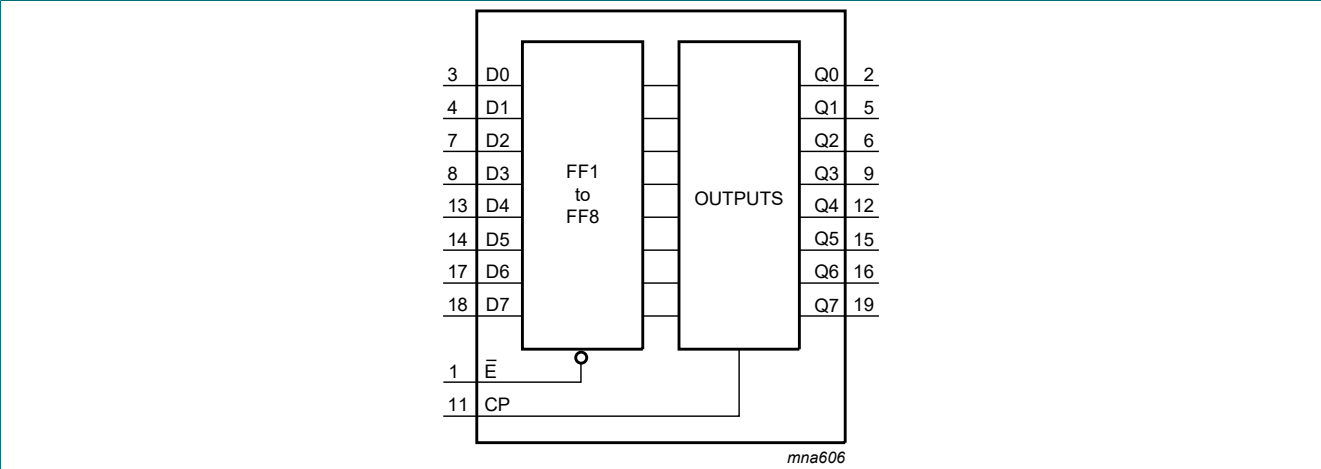 3 D0 Q0 2
4 D1 Q1 5
7 D2 Q2 6
8 D3 FF1 Q3 9
to OUTPUTS
13 D4 FF8 Q4 12
14 D5 Q5 15
17 D6 Q6 16
18 D7 Q7 19
1 E̅
11 CP
mna606